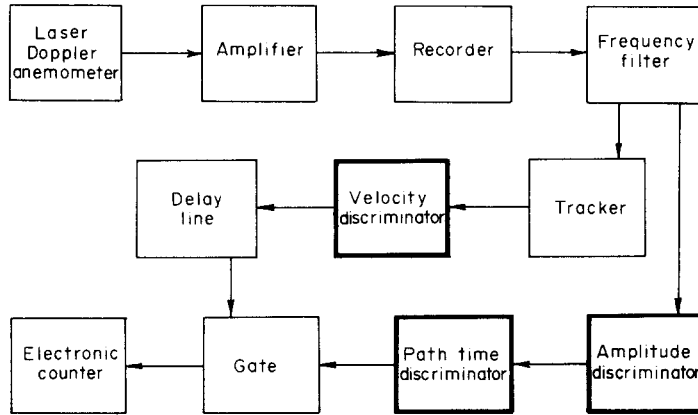 Laser
Doppler
anemometer
Amplifier
Recorder
Frequency
filter
Delay
line
Velocity
discriminator
Tracker
Electronic
counter
Gate
Path time
discriminator
Amplitude
discriminator